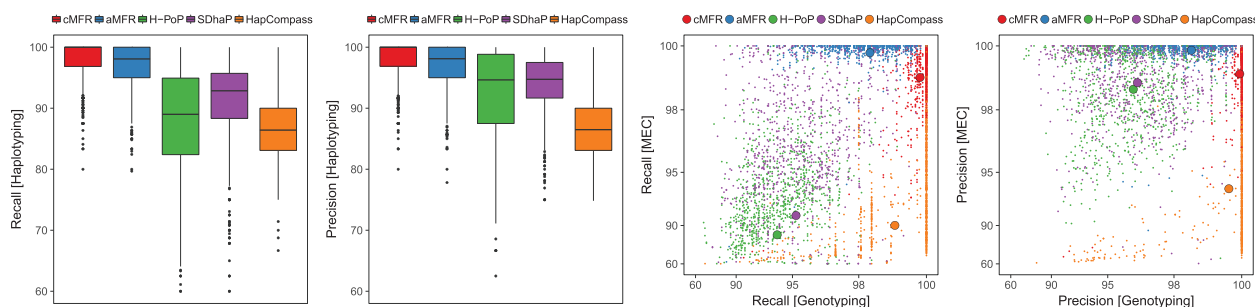 cMFR aMFR H-PoP SDhaP HapCompass
Recall [Haplotyping]
100
90
80
70
60
cMFR aMFR H-PoP SDhaP HapCompass
Precision [Haplotyping]
100
90
80
70
60
cMFR aMFR H-PoP SDhaP HapCompass
Recall [MEC]
100
98
95
90
60
60 90 95 98 100
Recall [Genotyping]
cMFR aMFR H-PoP SDhaP HapCompass
Precision [MEC]
100
98
95
90
60
60 90 95 98 100
Precision [Genotyping]